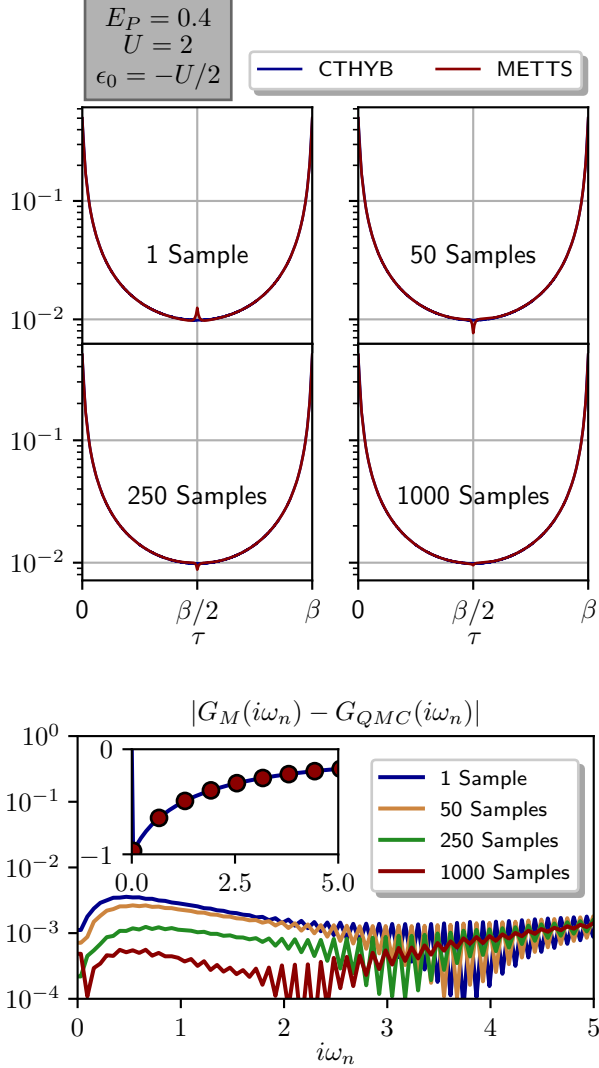 E_P = 0.4
U = 2
ϵ_0 = −U/2
CTHYB METTS
10^{−1}
1 Sample 50 Samples
10^{−2}
10^{−1}
250 Samples 1000 Samples
10^{−2}
0 β/2 β 0 β/2 β
τ τ
|G_M(iω_n) − G_{QMC}(iω_n)|
10^0
10^{−1}
10^{−2}
10^{−3}
10^{−4}
0
−1
0.0 2.5 5.0
1 Sample
50 Samples
250 Samples
1000 Samples
0 1 2 3 4 5
iω_n